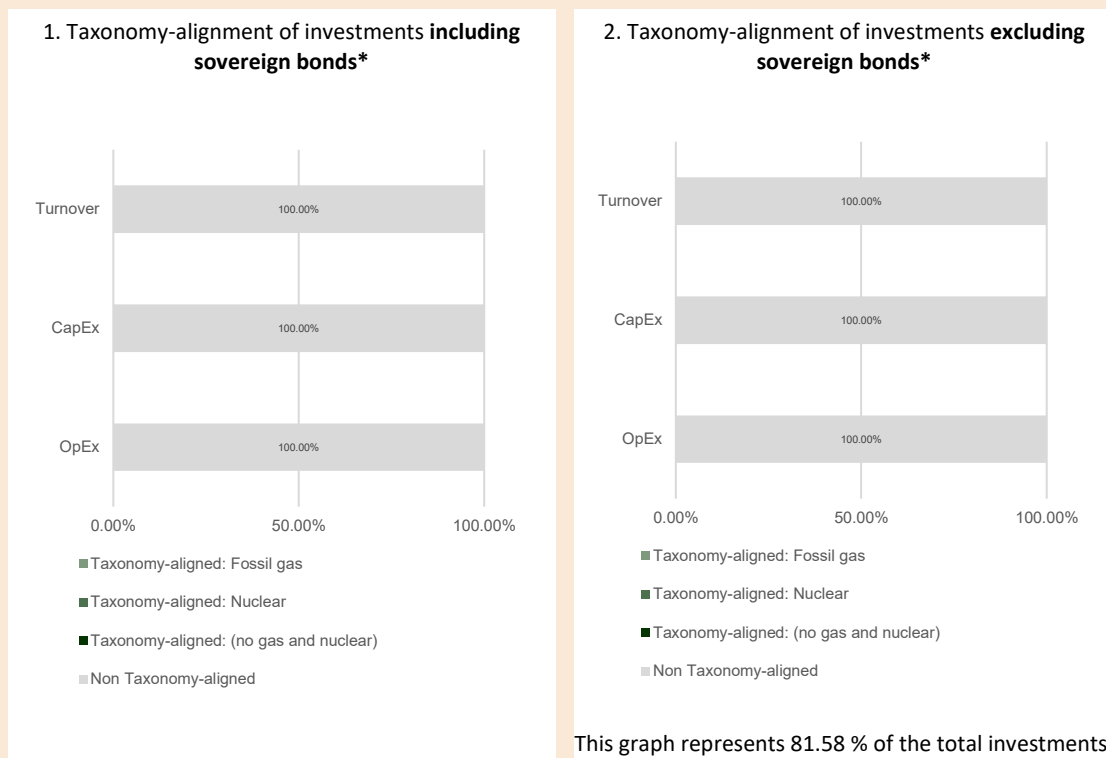 1. Taxonomy-alignment of investments including
sovereign bonds*
Turnover
100.00%
CapEx
100.00%
OpEx
100.00%
0.00%
50.00%
100.00%
Taxonomy-aligned: Fossil gas
Taxonomy-aligned: Nuclear
Taxonomy-aligned: (no gas and nuclear)
Non Taxonomy-aligned
2. Taxonomy-alignment of investments excluding
sovereign bonds*
Turnover
100.00%
CapEx
100.00%
OpEx
100.00%
0.00%
50.00%
100.00%
Taxonomy-aligned: Fossil gas
Taxonomy-aligned: Nuclear
Taxonomy-aligned: (no gas and nuclear)
Non Taxonomy-aligned
This graph represents 81.58 % of the total investments